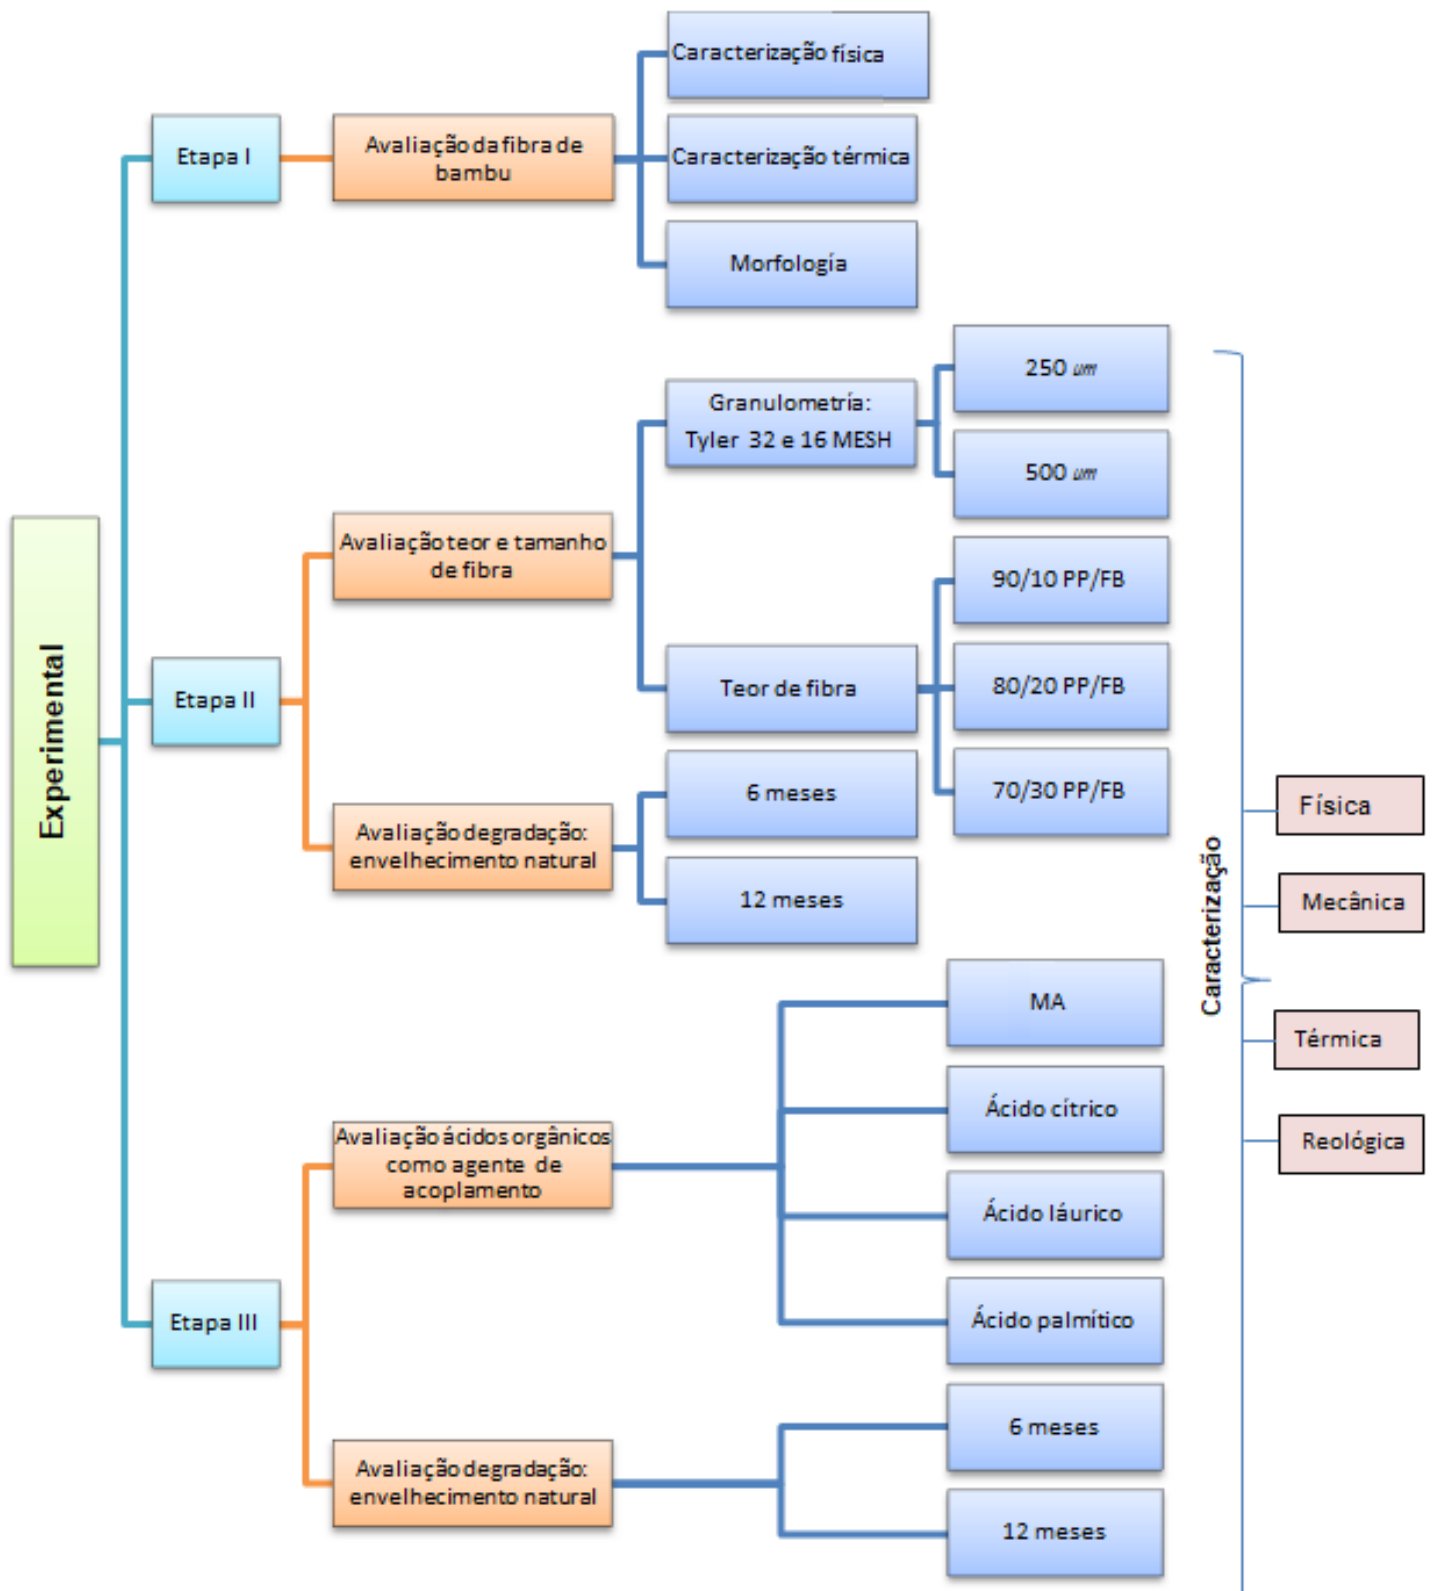 Experimental
Etapa I
Avaliação da fibra de
bambu
Caracterização física
Caracterização térmica
Morfología
Etapa II
Avaliação teor e tamanho
de fibra
Granulometría:
Tyler 32 e 16 MESH
250 um
500 um
Teor de fibra
90/10 PP/FB
80/20 PP/FB
70/30 PP/FB
Avaliação degradação:
envelhecimento natural
6 meses
12 meses
Etapa III
Avaliação ácidos orgânicos
como agente de
acoplamento
MA
Ácido cítrico
Ácido láurico
Ácido palmítico
Avaliação degradação:
envelhecimento natural
6 meses
12 meses
Caracterização
Física
Mecânica
Térmica
Reológica